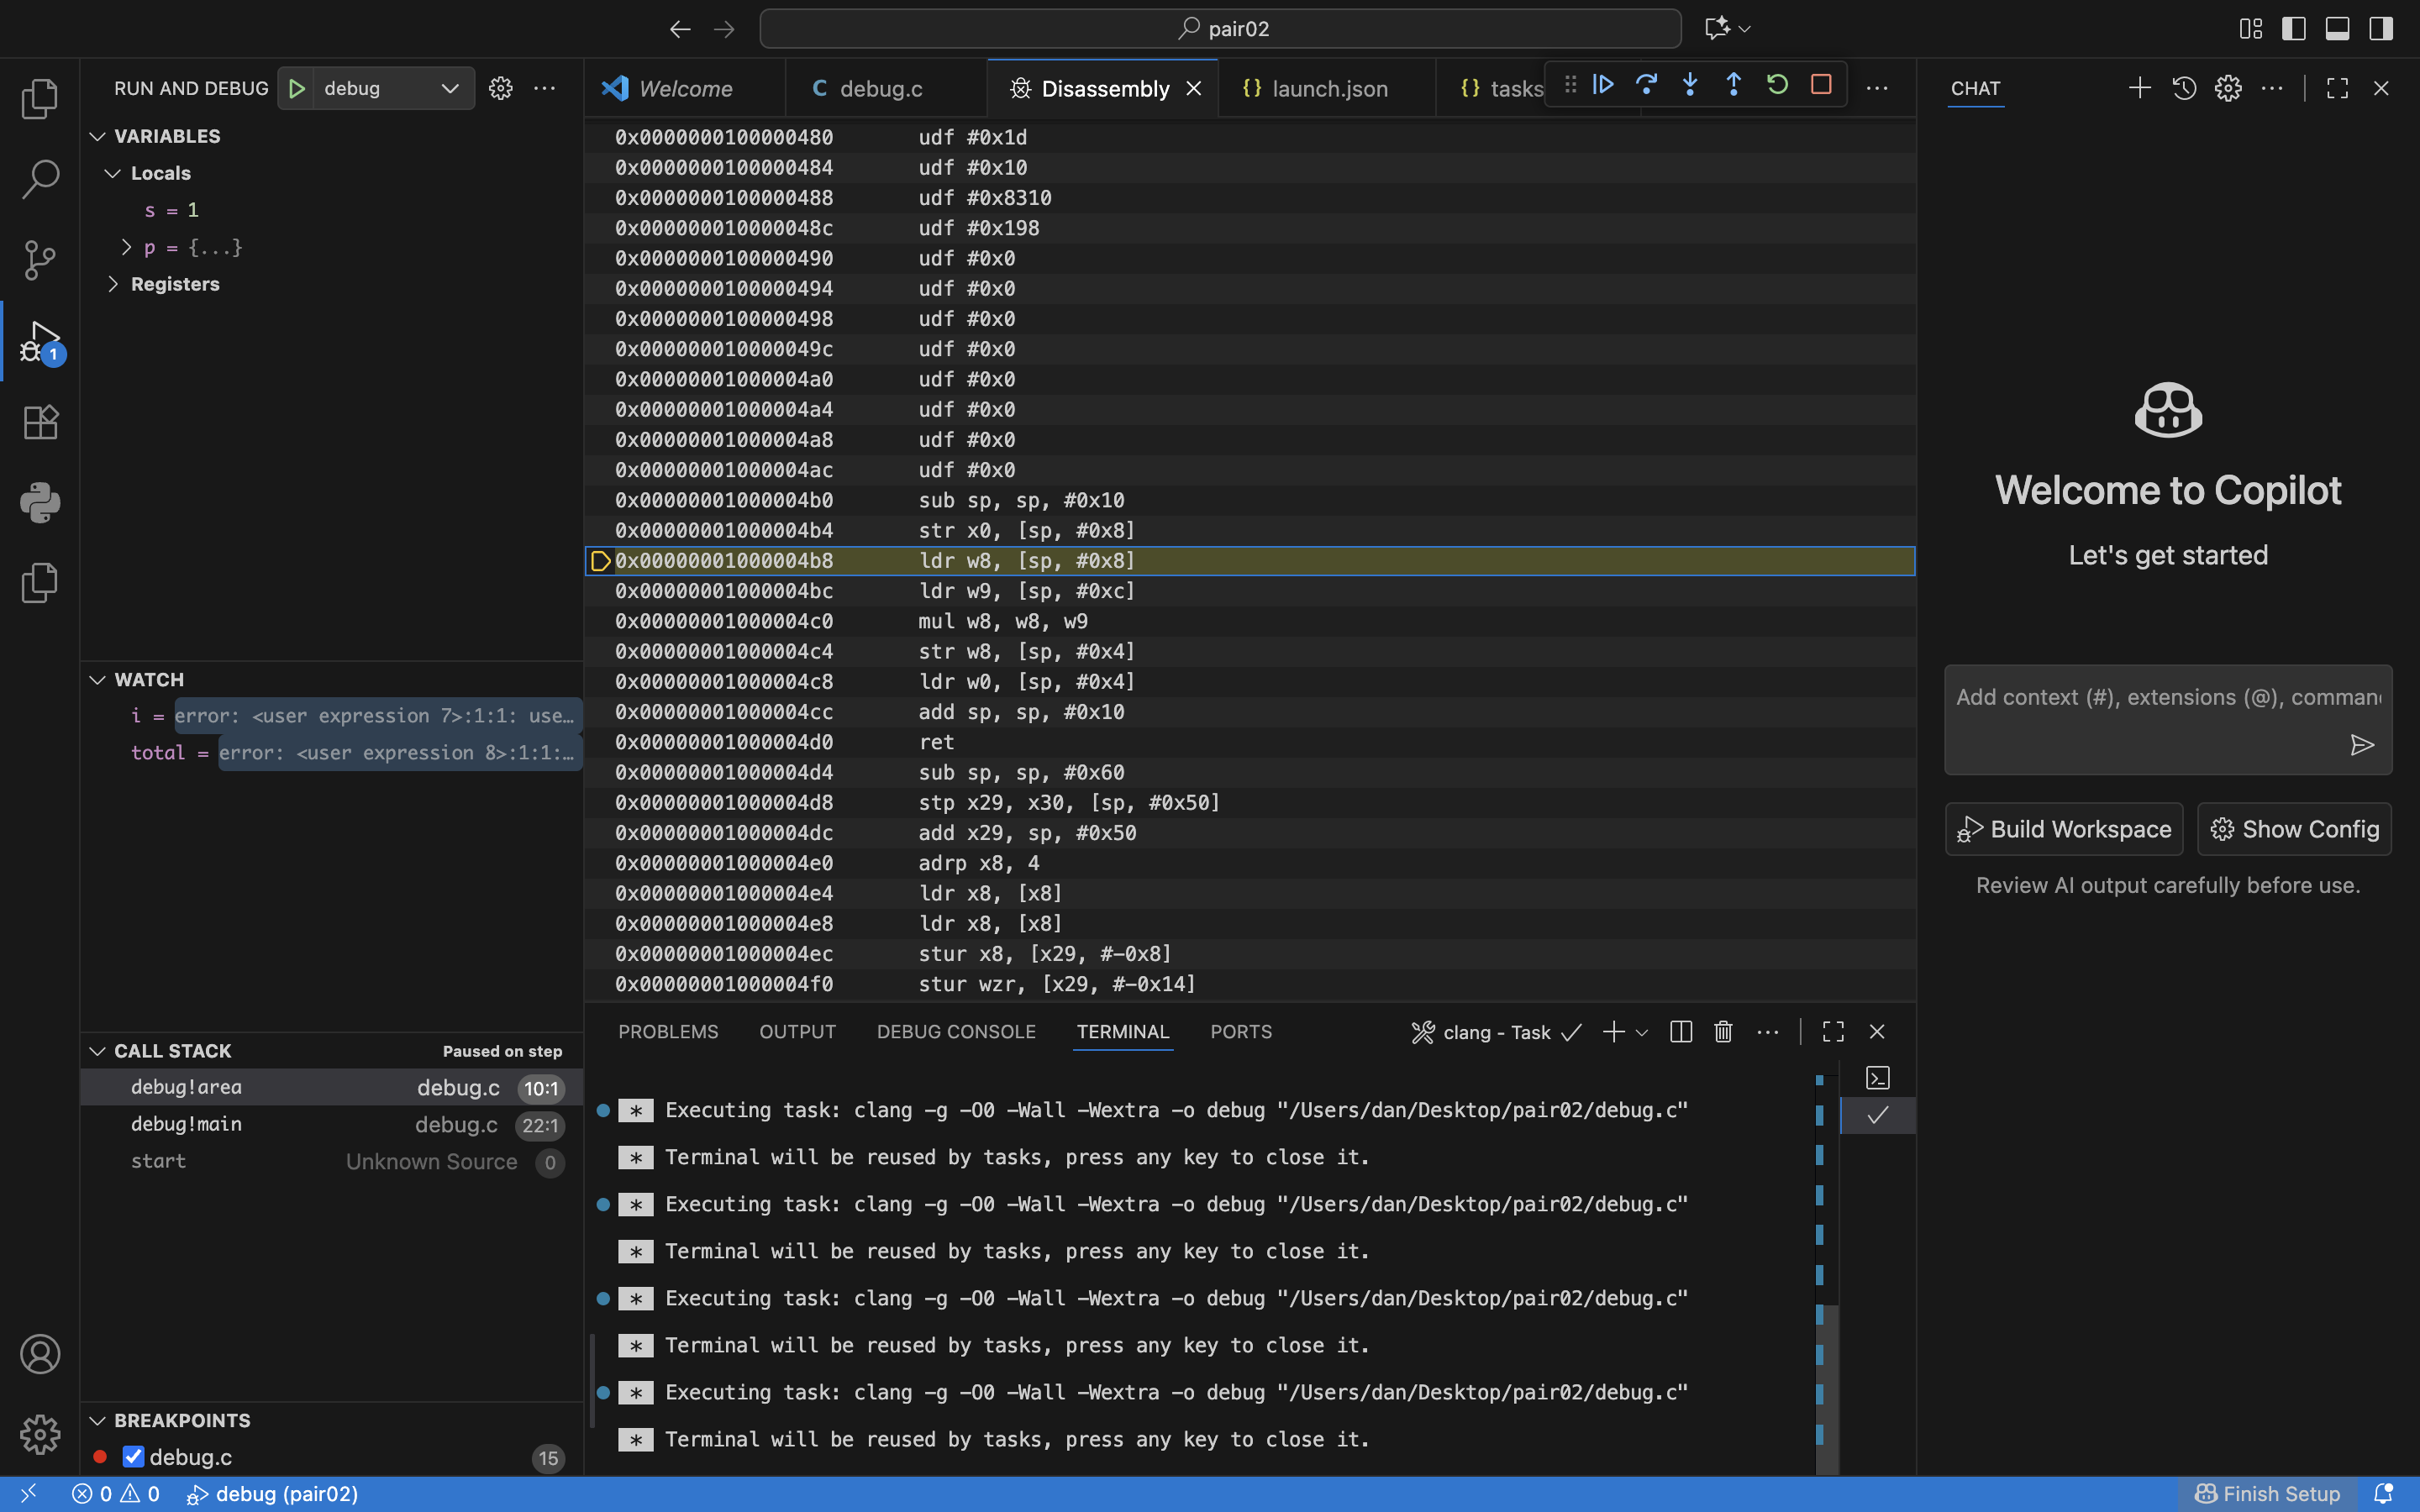 pair02
RUN AND DEBUG debug
VARIABLES
Locals
s = 1
p = {...}
Registers
WATCH
i = error: <user expression 7>:1:1: use…
total = error: <user expression 8>:1:1:…
CALL STACK Paused on step
debug!area debug.c 10:1
debug!main debug.c 22:1
start Unknown Source 0
BREAKPOINTS
debug.c 15
1
Welcome
debug.c
Disassembly
launch.json
tasks
0x0000000100000480 udf #0x1d
0x0000000100000484 udf #0x10
0x0000000100000488 udf #0x8310
0x000000010000048c udf #0x198
0x0000000100000490 udf #0x0
0x0000000100000494 udf #0x0
0x0000000100000498 udf #0x0
0x000000010000049c udf #0x0
0x00000001000004a0 udf #0x0
0x00000001000004a4 udf #0x0
0x00000001000004a8 udf #0x0
0x00000001000004ac udf #0x0
0x00000001000004b0 sub sp, sp, #0x10
0x00000001000004b4 str x0, [sp, #0x8]
0x00000001000004b8 ldr w8, [sp, #0x8]
0x00000001000004bc ldr w9, [sp, #0xc]
0x00000001000004c0 mul w8, w8, w9
0x00000001000004c4 str w8, [sp, #0x4]
0x00000001000004c8 ldr w0, [sp, #0x4]
0x00000001000004cc add sp, sp, #0x10
0x00000001000004d0 ret
0x00000001000004d4 sub sp, sp, #0x60
0x00000001000004d8 stp x29, x30, [sp, #0x50]
0x00000001000004dc add x29, sp, #0x50
0x00000001000004e0 adrp x8, 4
0x00000001000004e4 ldr x8, [x8]
0x00000001000004e8 ldr x8, [x8]
0x00000001000004ec stur x8, [x29, #-0x8]
0x00000001000004f0 stur wzr, [x29, #-0x14]
PROBLEMS OUTPUT DEBUG CONSOLE TERMINAL PORTS clang - Task
* Executing task: clang -g -O0 -Wall -Wextra -o debug "/Users/dan/Desktop/pair02/debug.c"
* Terminal will be reused by tasks, press any key to close it.
* Executing task: clang -g -O0 -Wall -Wextra -o debug "/Users/dan/Desktop/pair02/debug.c"
* Terminal will be reused by tasks, press any key to close it.
* Executing task: clang -g -O0 -Wall -Wextra -o debug "/Users/dan/Desktop/pair02/debug.c"
* Terminal will be reused by tasks, press any key to close it.
* Executing task: clang -g -O0 -Wall -Wextra -o debug "/Users/dan/Desktop/pair02/debug.c"
* Terminal will be reused by tasks, press any key to close it.
CHAT
Welcome to Copilot
Let's get started
Add context (#), extensions (@), comman
Build Workspace
Show Config
Review AI output carefully before use.
0 0 debug (pair02)
Finish Setup